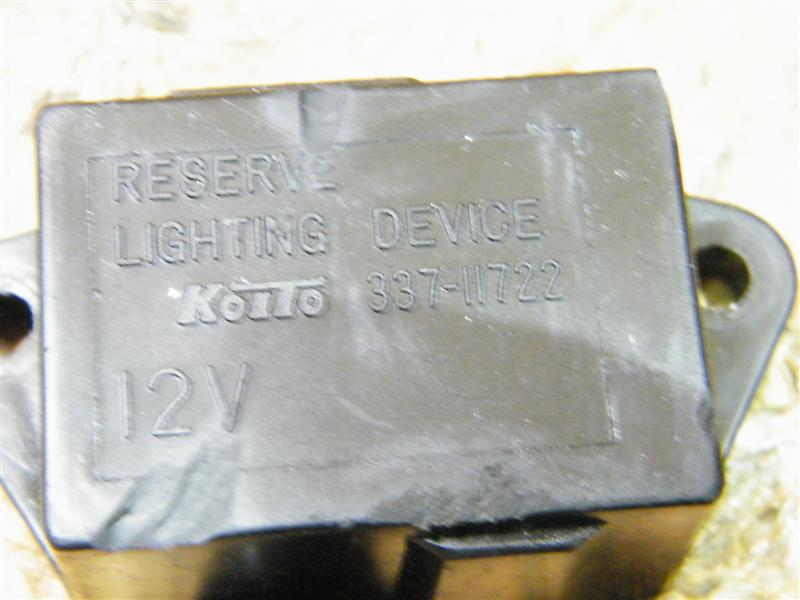 RESERVE
LIGHTING DEVICE
KOITO 337-11722
12V